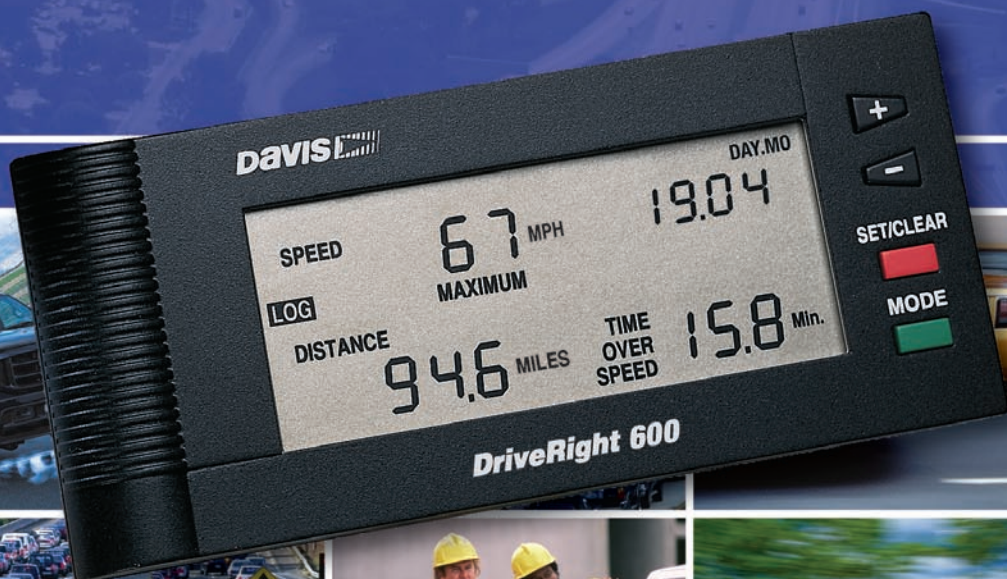 DAVIS
DAY.MO
SPEED 67 MPH 19.04
MAXIMUM
LOG
DISTANCE 94.6 MILES
TIME OVER SPEED 15.8 Min.
DriveRight 600
+
-
SET/CLEAR
MODE